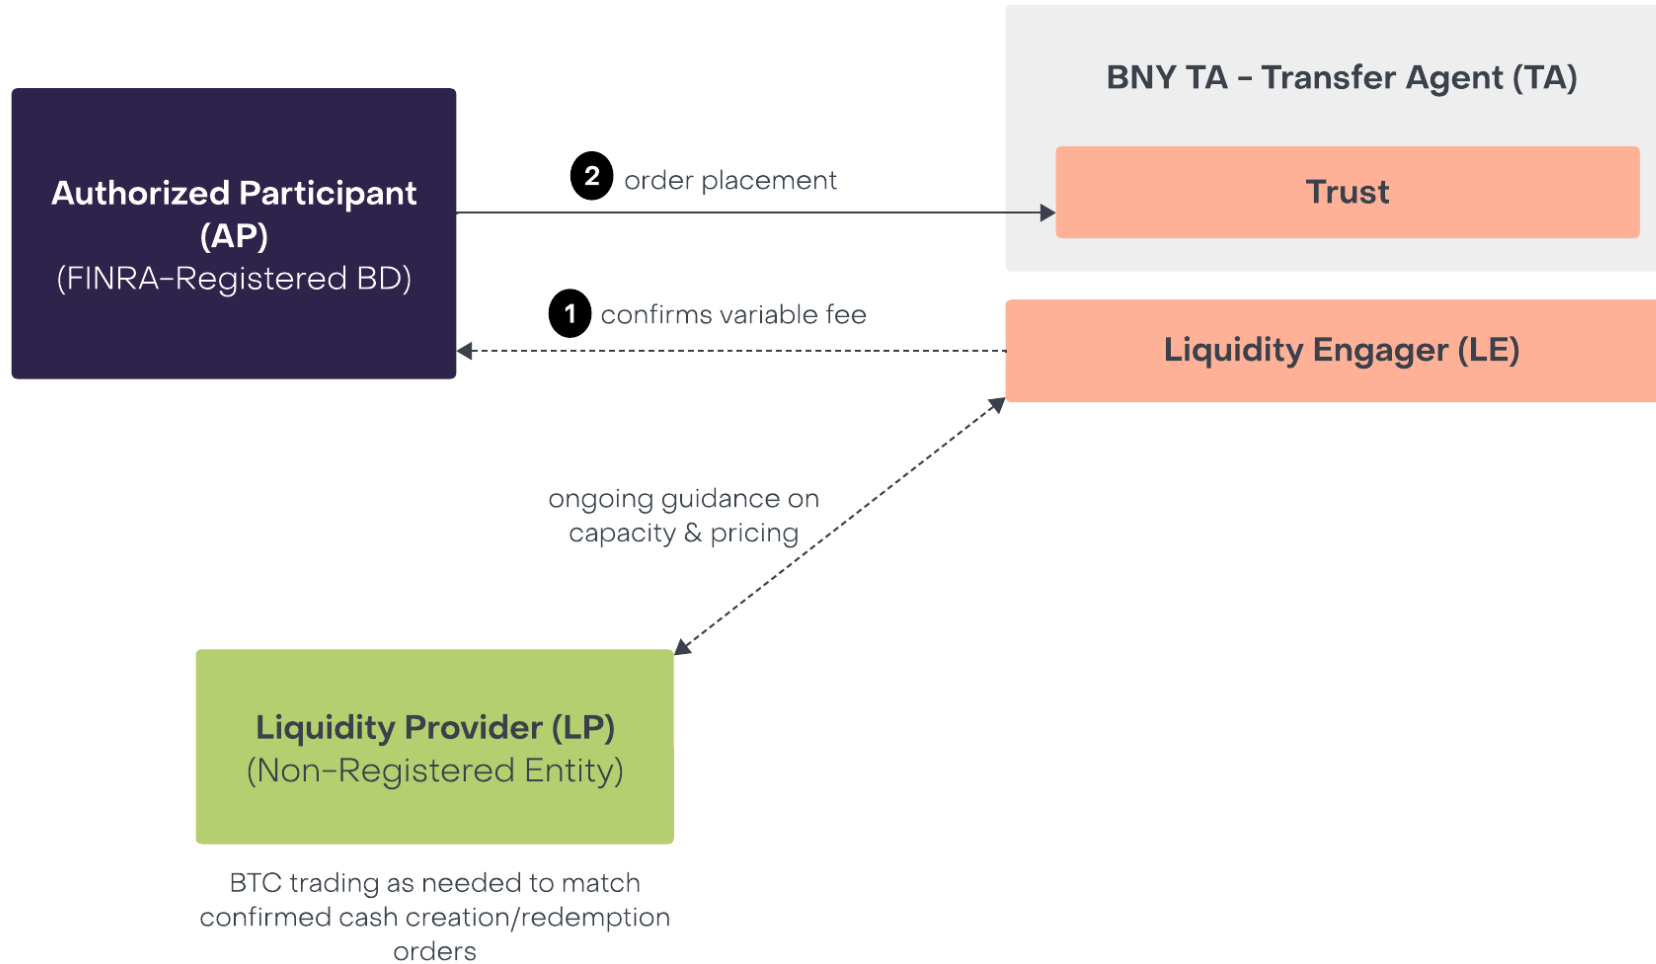 BNY TA – Transfer Agent (TA)
Trust
Authorized Participant
(AP)
(FINRA–Registered BD)
2 order placement
1 confirms variable fee
Liquidity Engager (LE)
ongoing guidance on
capacity & pricing
Liquidity Provider (LP)
(Non–Registered Entity)
BTC trading as needed to match
confirmed cash creation/redemption
orders